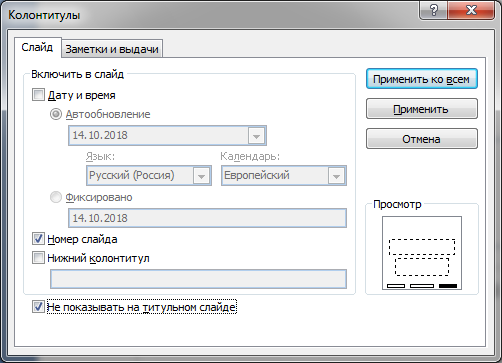 Колонтитулы
Слайд
Заметки и выдачи
Включить в слайд
Дату и время
Автообновление
14.10.2018
Язык:
Календарь:
Русский (Россия)
Европейский
Фиксировано
14.10.2018
Номер слайда
Нижний колонтитул
Не показывать на титульном слайде
Применить ко всем
Применить
Отмена
Просмотр